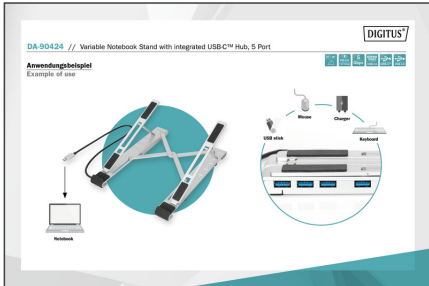 DIGITUS®
DA-90424 // Variable Notebook Stand with integrated USB-C™ Hub, 5 Port
Anwendungsbeispiel
Example of use
Mouse
Charger
USB stick
Keyboard
Notebook